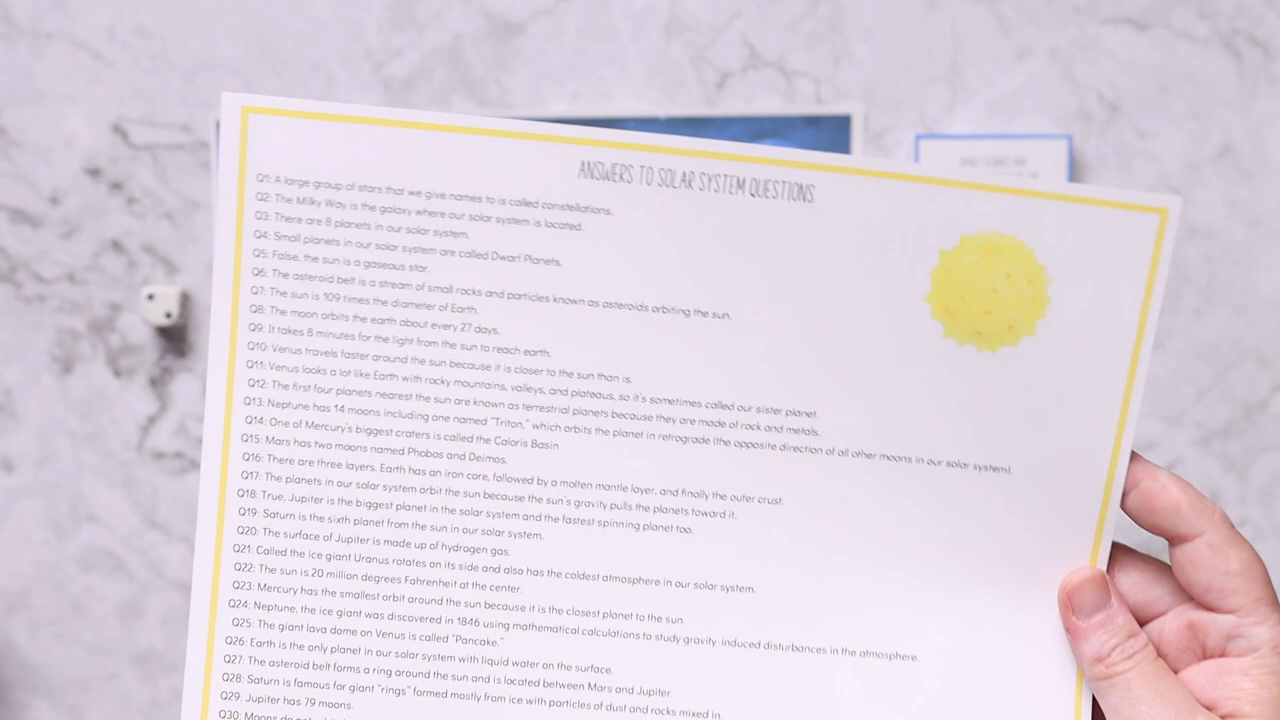 ANSWERS TO SOLAR SYSTEM QUESTIONS
Q1: A large group of stars that we give names to is called constellations.
Q2: The Milky Way is the galaxy where our solar system is located.
Q3: There are 8 planets in our solar system.
Q4: Small planets in our solar system are called Dwarf Planets.
Q5: False, the sun is a gaseous star.
Q6: The asteroid belt is a stream of small rocks and particles known as asteroids orbiting the sun.
Q7: The sun is 109 times the diameter of Earth.
Q8: The moon orbits the earth about every 27 days.
Q9: It takes 8 minutes for the light from the sun to reach earth.
Q10: Venus travels faster around the sun because it is closer to the sun than is.
Q11: Venus looks a lot like Earth with rocky mountains, valleys, and plateaus, so it's sometimes called our sister planet.
Q12: The first four planets nearest the sun are known as terrestrial planets because they are made of rock and metals.
Q13: Neptune has 14 moons including one named "Triton," which orbits the planet in retrograde (the opposite direction of all other moons in our solar system).
Q14: One of Mercury's biggest craters is called the Caloris Basin
Q15: Mars has two moons named Phobos and Deimos.
Q16: There are three layers. Earth has an iron core, followed by a molten mantle layer, and finally the outer crust.
Q17: The planets in our solar system orbit the sun because the sun's gravity pulls the planets toward it.
Q18: True, Jupiter is the biggest planet in the solar system and the fastest spinning planet too.
Q19: Saturn is the sixth planet from the sun in our solar system.
Q20: The surface of Jupiter is made up of hydrogen gas.
Q21: Called the ice giant Uranus rotates on its side and also has the coldest atmosphere in our solar system.
Q22: The sun is 20 million degrees Fahrenheit at the center.
Q23: Mercury has the smallest orbit around the sun because it is the closest planet to the sun.
Q24: Neptune, the ice giant was discovered in 1846 using mathematical calculations to study gravity-induced disturbances in the atmosphere.
Q25: The giant lava dome on Venus is called "Pancake."
Q26: Earth is the only planet in our solar system with liquid water on the surface.
Q27: The asteroid belt forms a ring around the sun and is located between Mars and Jupiter.
Q28: Saturn is famous for giant "rings" formed mostly from ice with particles of dust and rocks mixed in.
Q29: Jupiter has 79 moons.
Q30: Moons do